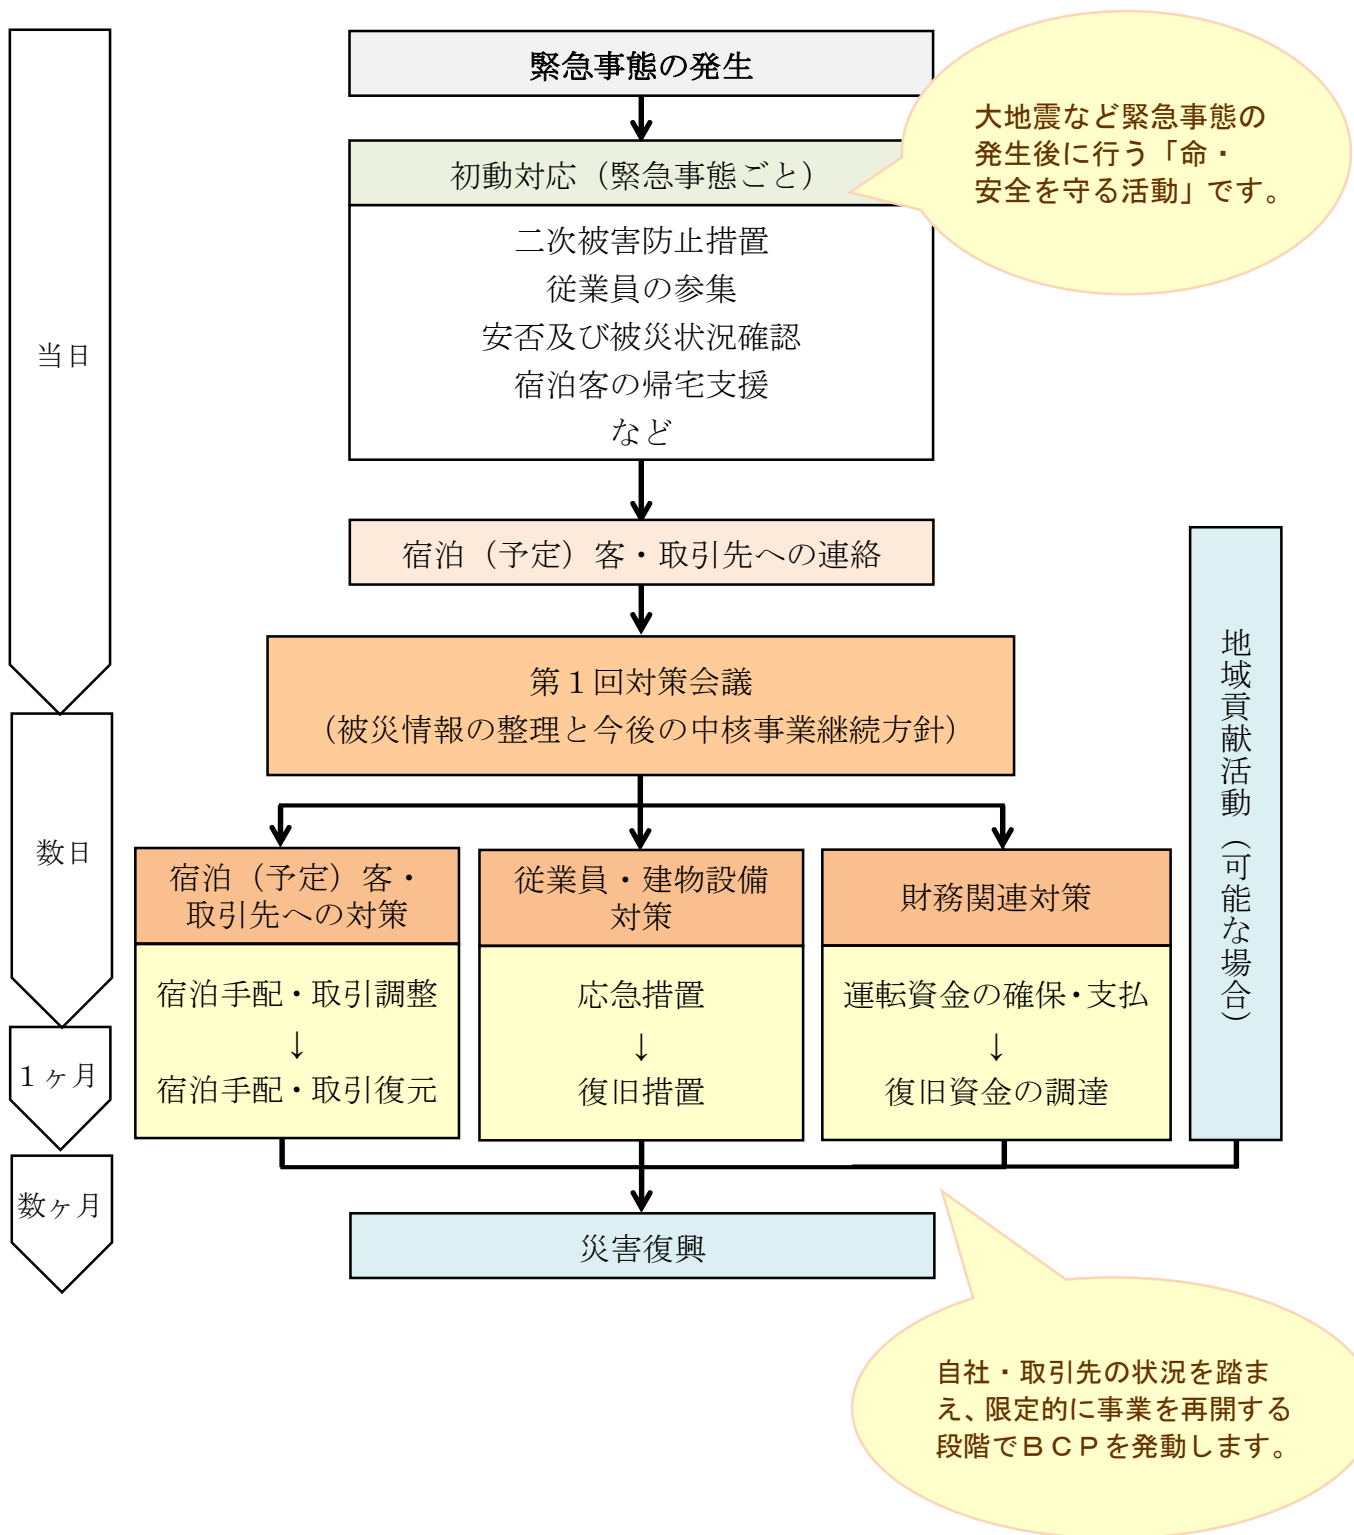 緊急事態の発生
大地震など緊急事態の
発生後に行う「命・
安全を守る活動」です。
初動対応（緊急事態ごと）
二次被害防止措置
従業員の参集
安否及び被災状況確認
宿泊客の帰宅支援
など
当日
宿泊（予定）客・取引先への連絡
第１回対策会議
（被災情報の整理と今後の中核事業継続方針）
地域貢献活動（可能な場合）
数日
宿泊（予定）客・
取引先への対策
宿泊手配・取引調整
↓
宿泊手配・取引復元
従業員・建物設備
対策
応急措置
↓
復旧措置
財務関連対策
運転資金の確保・支払
↓
復旧資金の調達
１ヶ月
数ヶ月
災害復興
自社・取引先の状況を踏ま
え、限定的に事業を再開する
段階でＢＣＰを発動します。